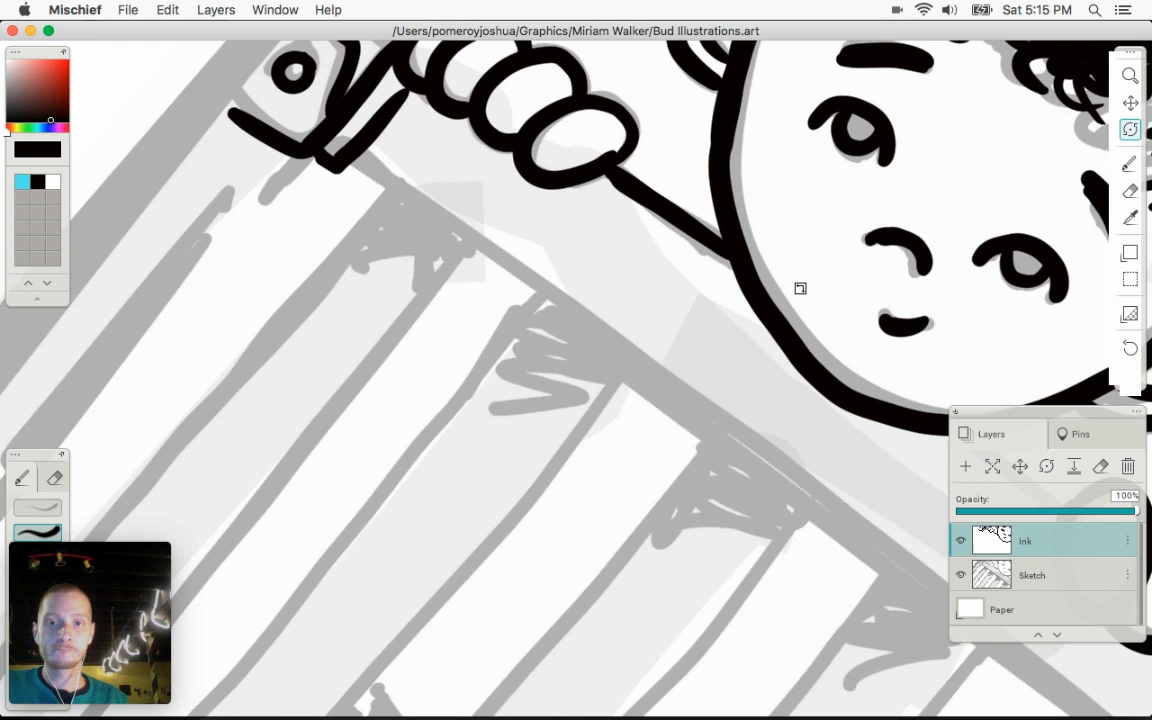 Mischief File Edit Layers Window Help Sat 5:15 PM
/Users/pomeroyjoshua/Graphics/Miriam Walker/Bud Illustrations.art
Layers Pins
Opacity: 100%
Ink
Sketch
Paper